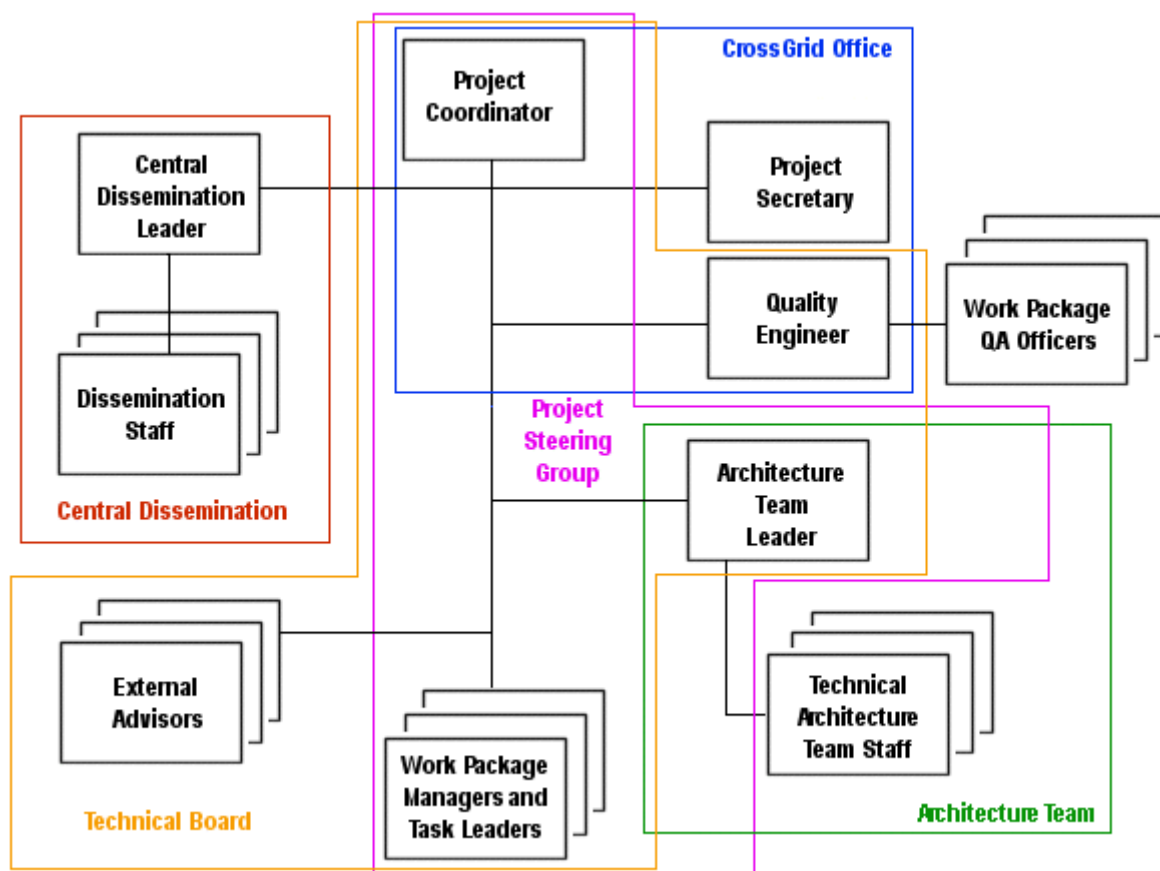 CrossGrid Office
Project
Coordinator
Central
Dissemination
Leader
Project
Secretary
Quality
Engineer
Work Package
QA Officers
Dissemination
Staff
Project
Steering
Group
Central Dissemination
Architecture
Team
Leader
External
Advisors
Technical
Architecture
Team Staff
Work Package
Managers and
Task Leaders
Technical Board
Architecture Team